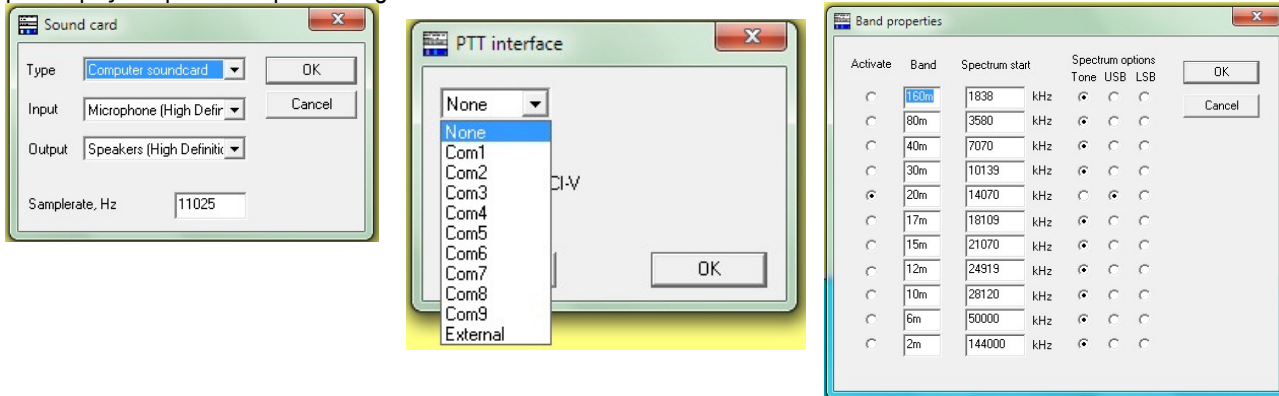 Sound card
Type Computer soundcard OK
Input Microphone (High Defir Cancel
Output Speakers (High Definitic
Samplerate, Hz 11025
PTT interface
None
None
Com1
Com2
Com3
CI-V
Com4
Com5
Com6
Com7
OK
Com8
Com9
External
Band properties
Activate Band Spectrum start Spectrum options
Tone USB LSB
OK
Cancel
160m 1838 kHz
80m 3580 kHz
40m 7070 kHz
30m 10139 kHz
20m 14070 kHz
17m 18109 kHz
15m 21070 kHz
12m 24919 kHz
10m 28120 kHz
6m 50000 kHz
2m 144000 kHz